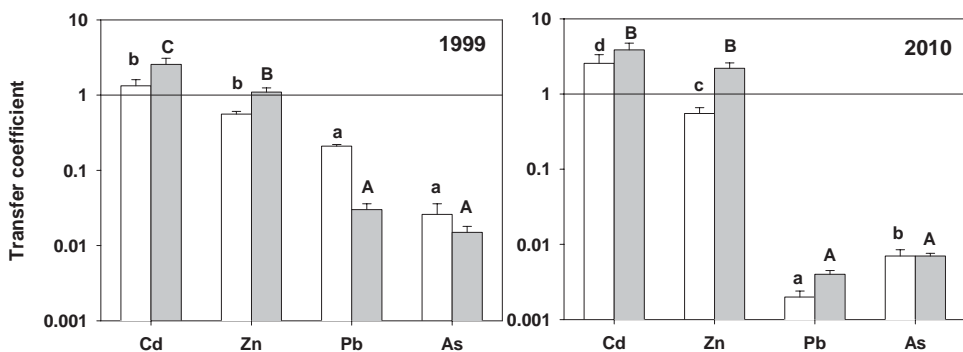 Transfer coefficient
1999
10
1
0.1
0.01
0.001
b
C
b
B
a
A
a
A
Cd
Zn
Pb
As
2010
10
1
0.1
0.01
0.001
d
B
c
B
a
A
b
A
Cd
Zn
Pb
As